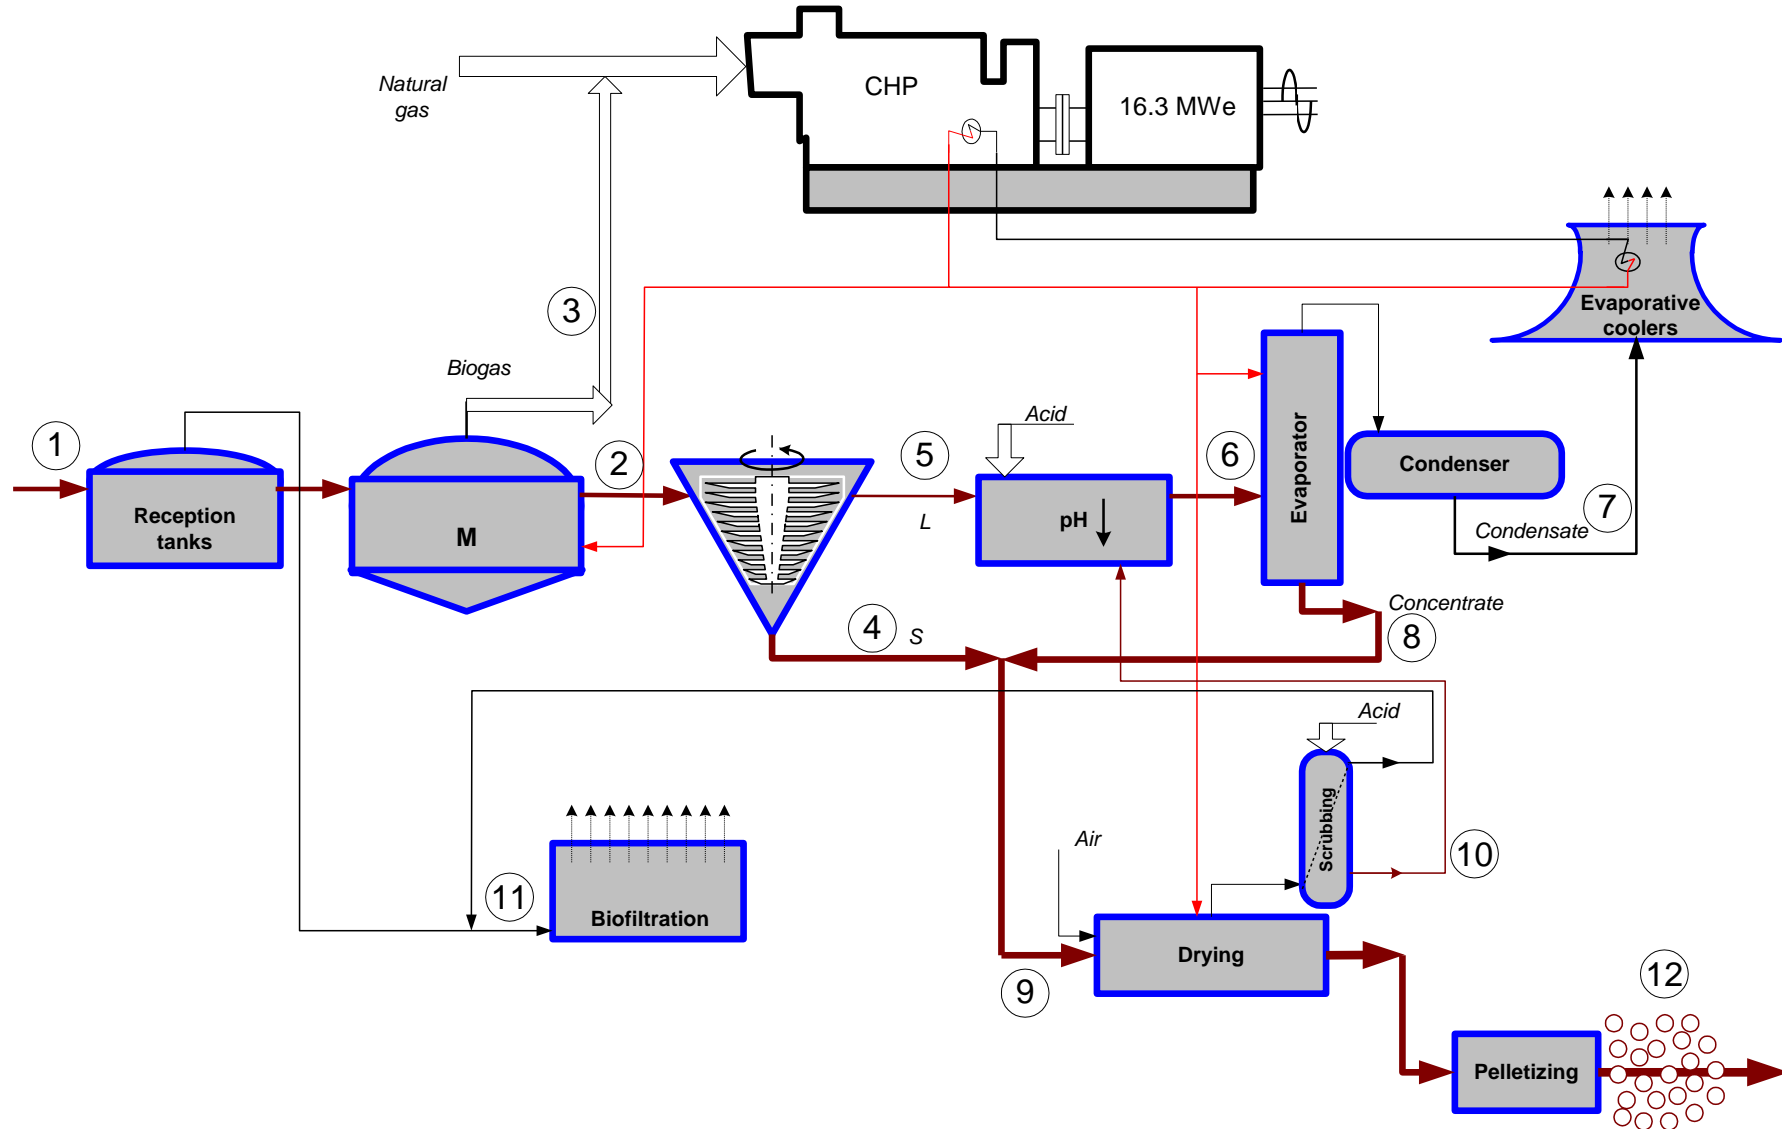 Natural
gas
CHP
16.3 MWe
3
Evaporative
coolers
Biogas
1
2
5
Acid
6
Evaporator
Condenser
Reception
tanks
M
L
pH
Condensate
7
4
S
Concentrate
8
Acid
Scrubbing
Air
10
11
Biofiltration
Drying
9
12
Pelletizing